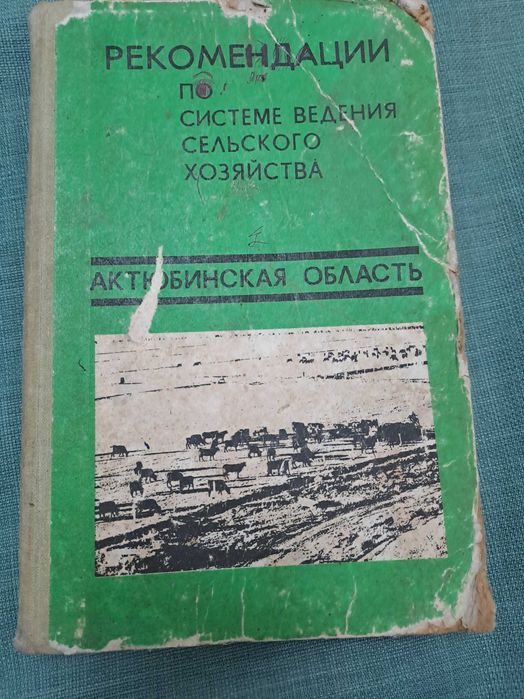 РЕКОМЕНДАЦИИ
ПО
СИСТЕМЕ ВЕДЕНИЯ
СЕЛЬСКОГО
ХОЗЯЙСТВА
АКТЮБИНСКАЯ ОБЛАСТЬ